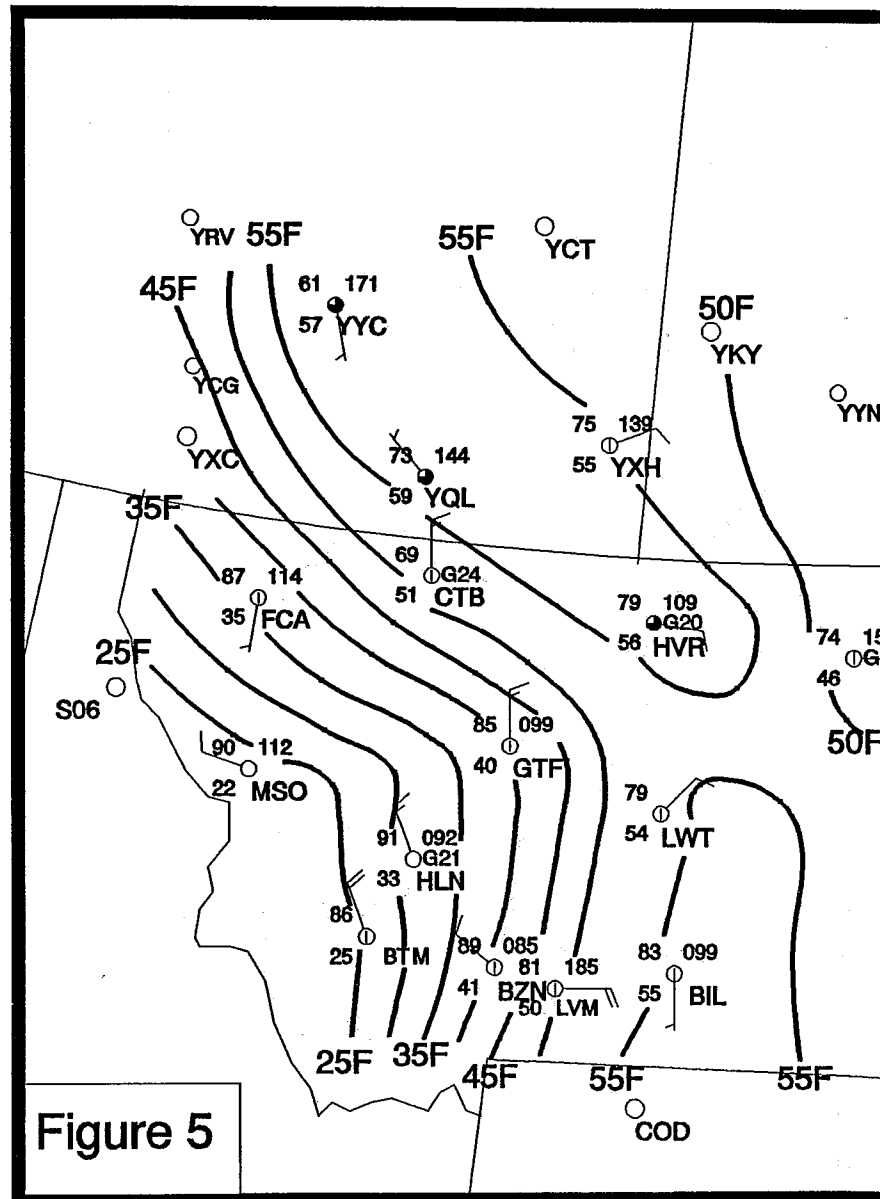 YRV 55F
55F
YCT
45F
61 171
57 YYC
50F
YKY
YCG
YYN
YXC
75 139
55 YXH
73 144
59 YQL
35F
69
G24
51 CTB
87 114
35 FCA
79 109
G20
56 HVR
74 15
G
46
25F
S06
85 099
40 GTF
50F
90 112
22 MSO
79
54 LWT
91 092
G21
33 HLN
86
25 BTM
89 085
41 BZN
81 185
50 LVM
83 099
55 BIL
25F 35F
45F 55F 55F
COD
Figure 5